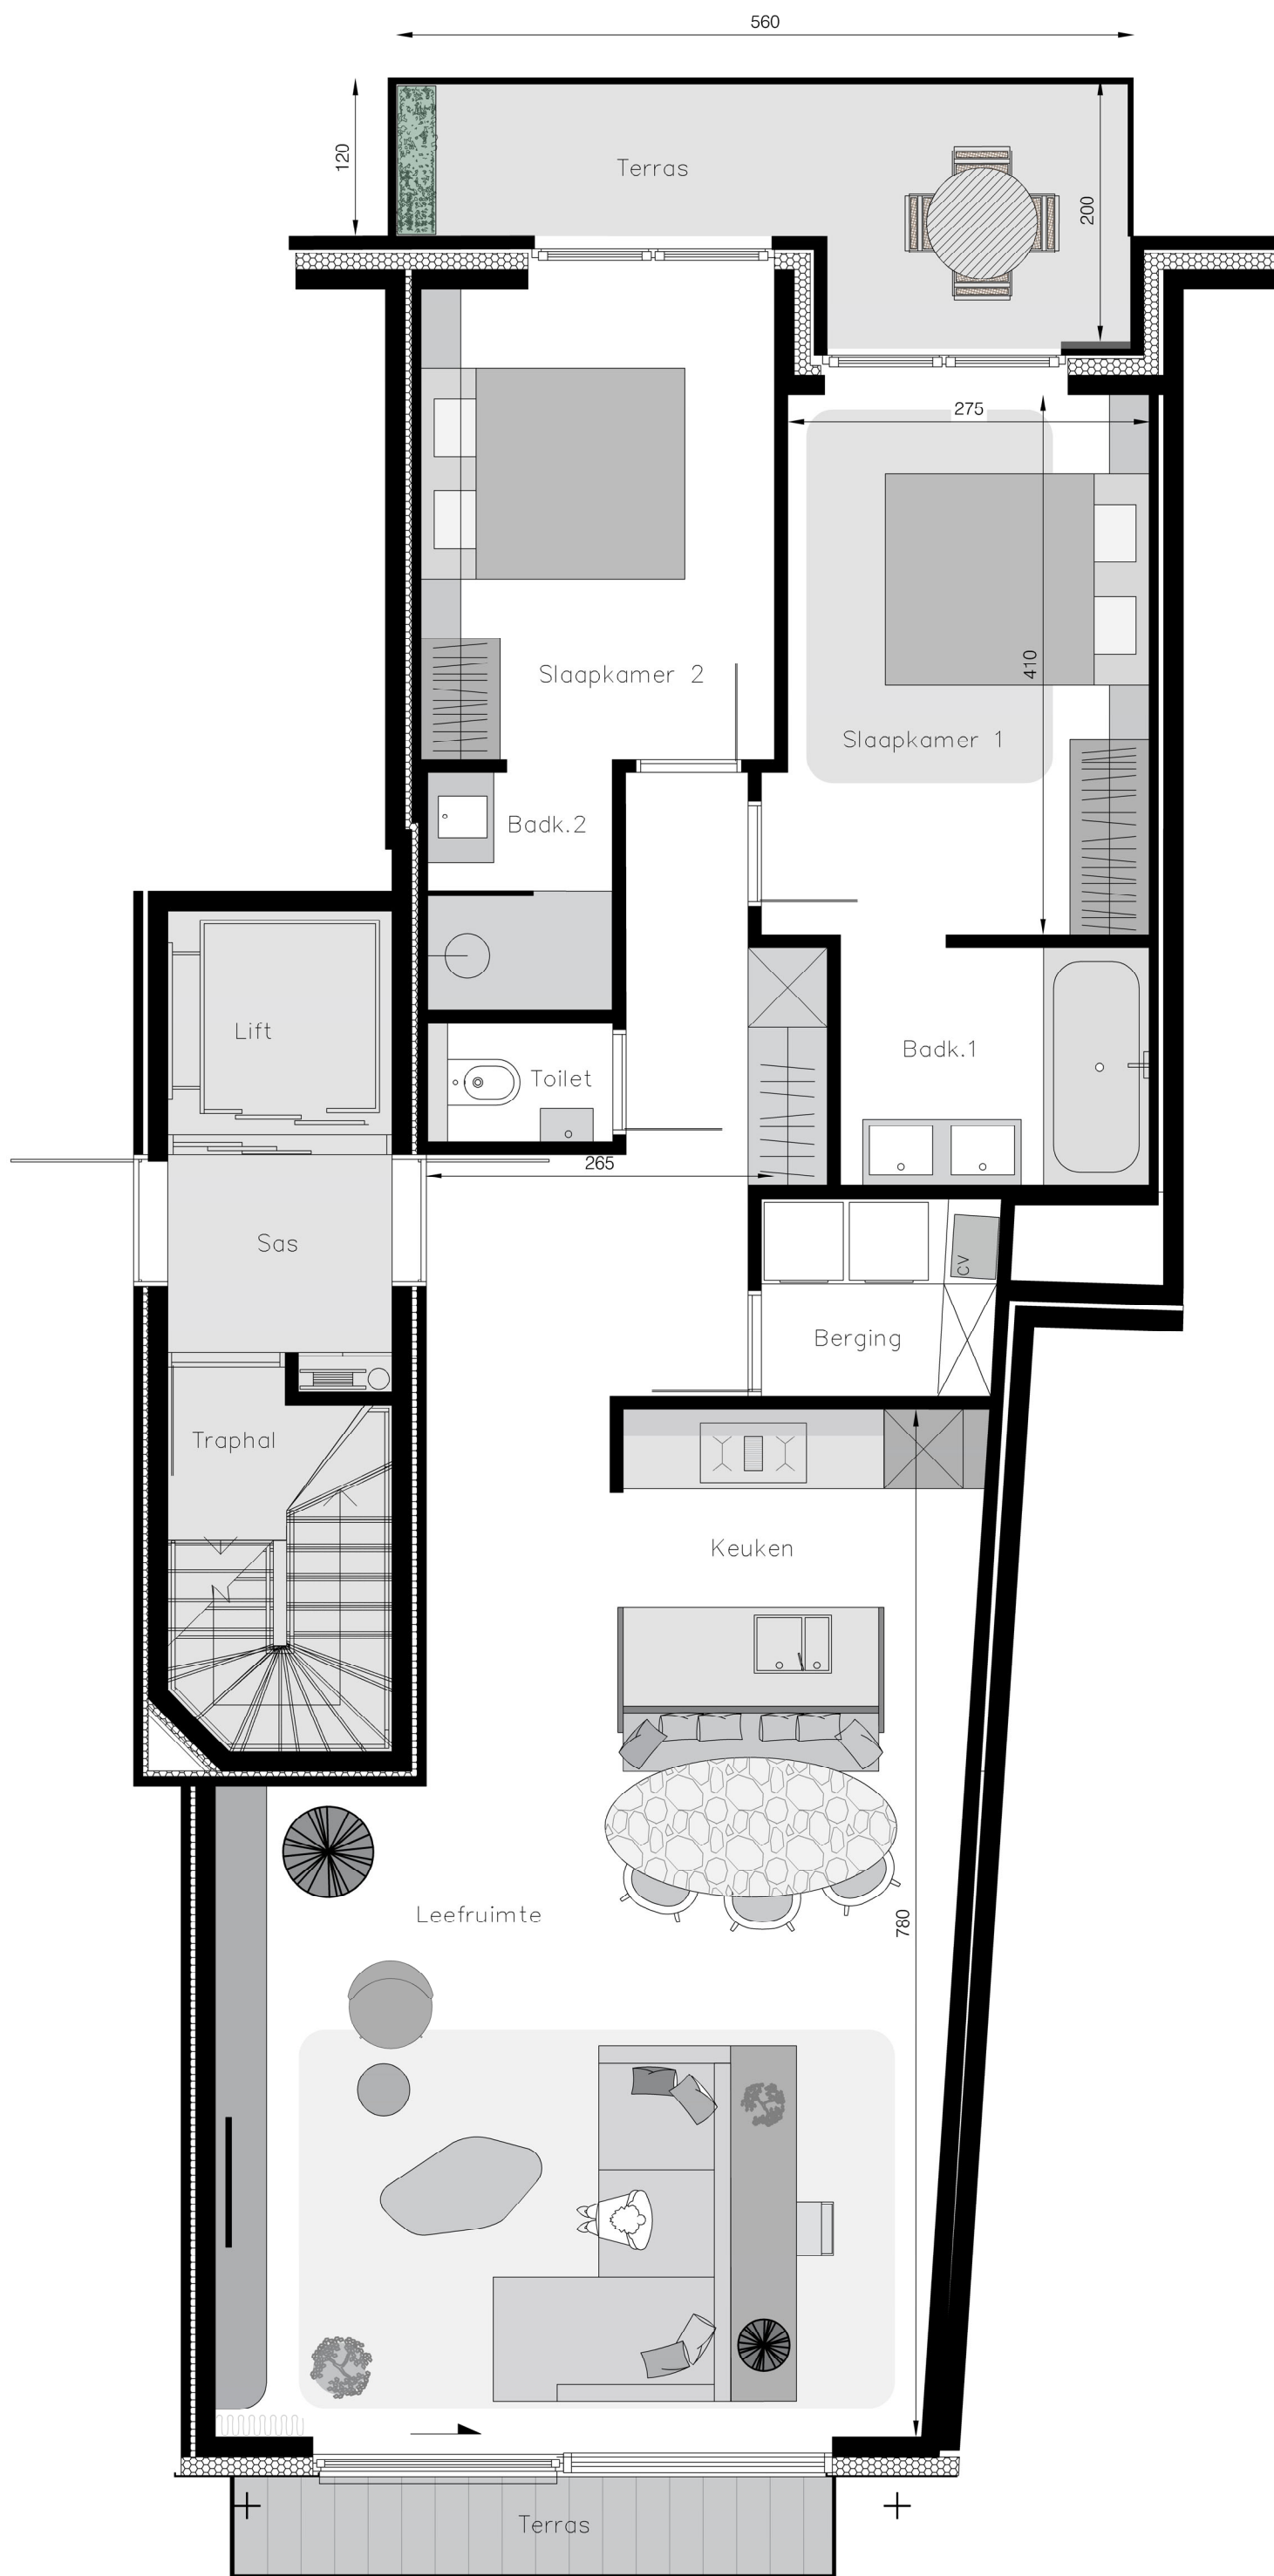 560
120
Terras
200
275
410
Slaapkamer 2
Slaapkamer 1
Badk.2
Lift
Badk.1
Toilet
265
Sas
CV
Berging
Traphal
Keuken
Leefruimte
780
Terras